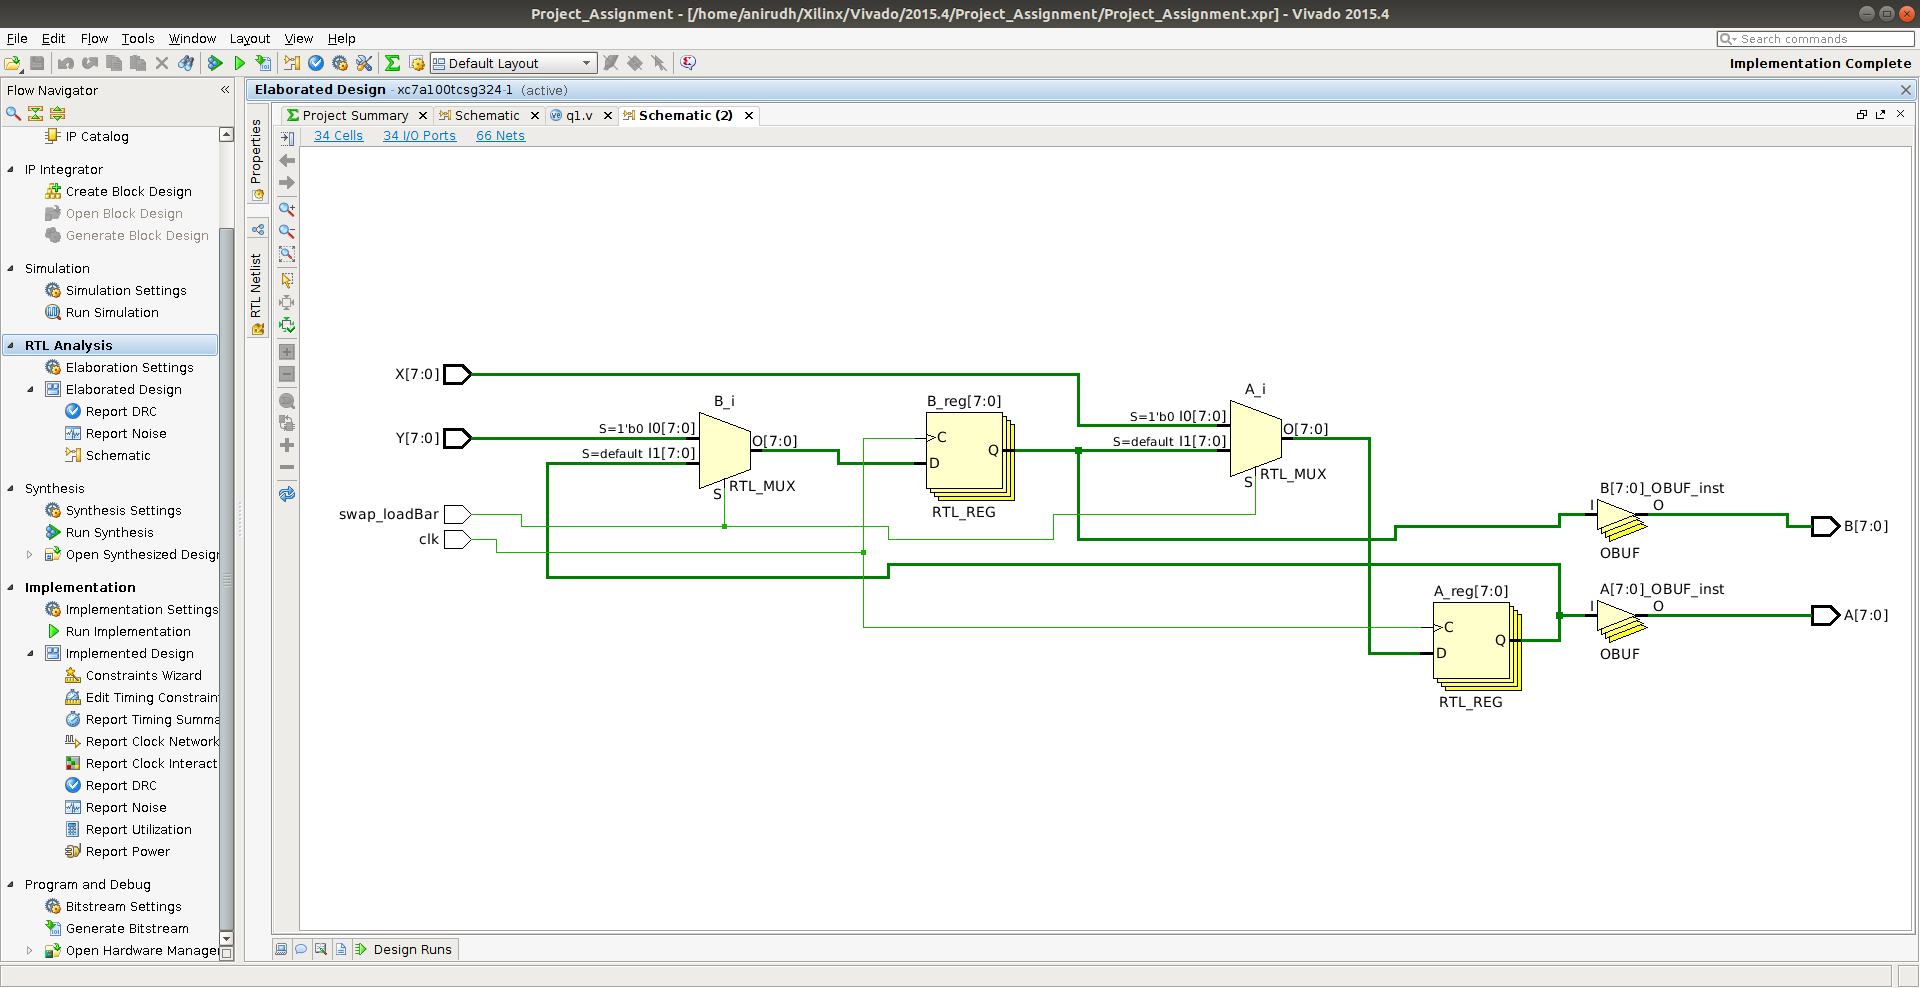 Project_Assignment - [/home/anirudh/Xilinx/Vivado/2015.4/Project_Assignment/Project_Assignment.xpr] - Vivado 2015.4
File Edit Flow Tools Window Layout View Help
Search commands
Default Layout
Implementation Complete
Flow Navigator
IP Catalog
IP Integrator
Create Block Design
Open Block Design
Generate Block Design
Simulation
Simulation Settings
Run Simulation
RTL Analysis
Elaboration Settings
Elaborated Design
Report DRC
Report Noise
Schematic
Synthesis
Synthesis Settings
Run Synthesis
Open Synthesized Desigr
Implementation
Implementation Settings
Run Implementation
Implemented Design
Constraints Wizard
Edit Timing Constrain
Report Timing Summa
Report Clock Network
Report Clock Interact
Report DRC
Report Noise
Report Utilization
Report Power
Program and Debug
Bitstream Settings
Generate Bitstream
Open Hardware Manager
Elaborated Design - xc7a100tcsg324-1 (active)
Properties
RTL Netlist
Project Summary
Schematic
q1.v
Schematic (2)
34 Cells 34 I/O Ports 66 Nets
X[7:0]
Y[7:0]
swap_loadBar
clk
B_i
S=1'b0 I0[7:0]
S=default I1[7:0]
O[7:0]
S
RTL_MUX
B_reg[7:0]
C
D
Q
RTL_REG
A_i
S=1'b0 I0[7:0]
S=default I1[7:0]
O[7:0]
S
RTL_MUX
A_reg[7:0]
C
D
Q
RTL_REG
B[7:0]_OBUF_inst
I
O
OBUF
B[7:0]
A[7:0]_OBUF_inst
I
O
OBUF
A[7:0]
Design Runs